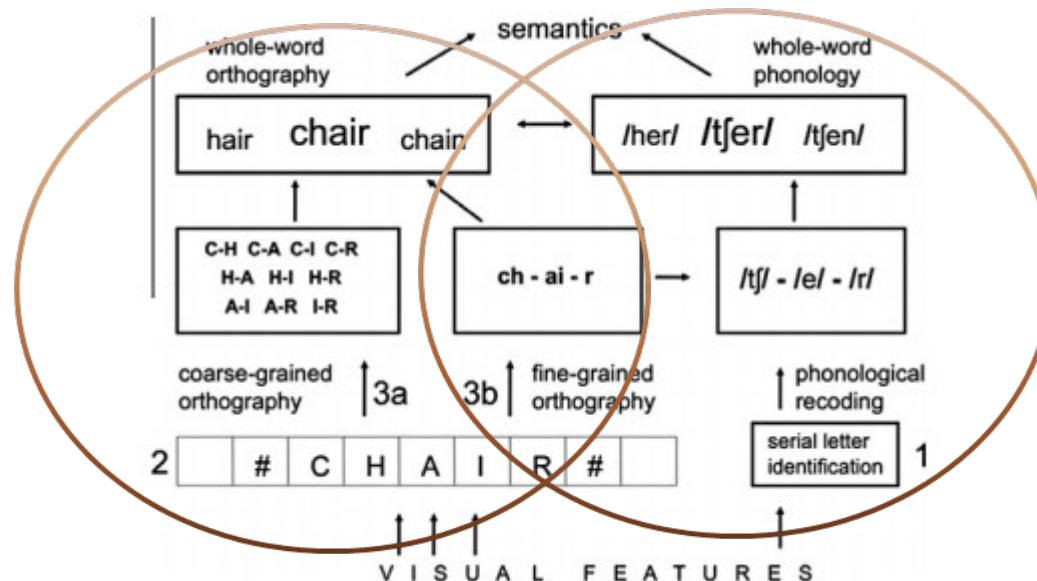 semantics
whole-word
orthography
whole-word
phonology
hair chair chain
/her/ /tʃer/ /tʃen/
C-H C-A C-I C-R
H-A H-I H-R
A-I A-R I-R
ch - ai - r
/tʃ/ - /e/ - /r/
coarse-grained
orthography
3a
3b
fine-grained
orthography
phonological
recoding
2
# C H A I R #
serial letter
identification
1
V I S U A L F E A T U R E S